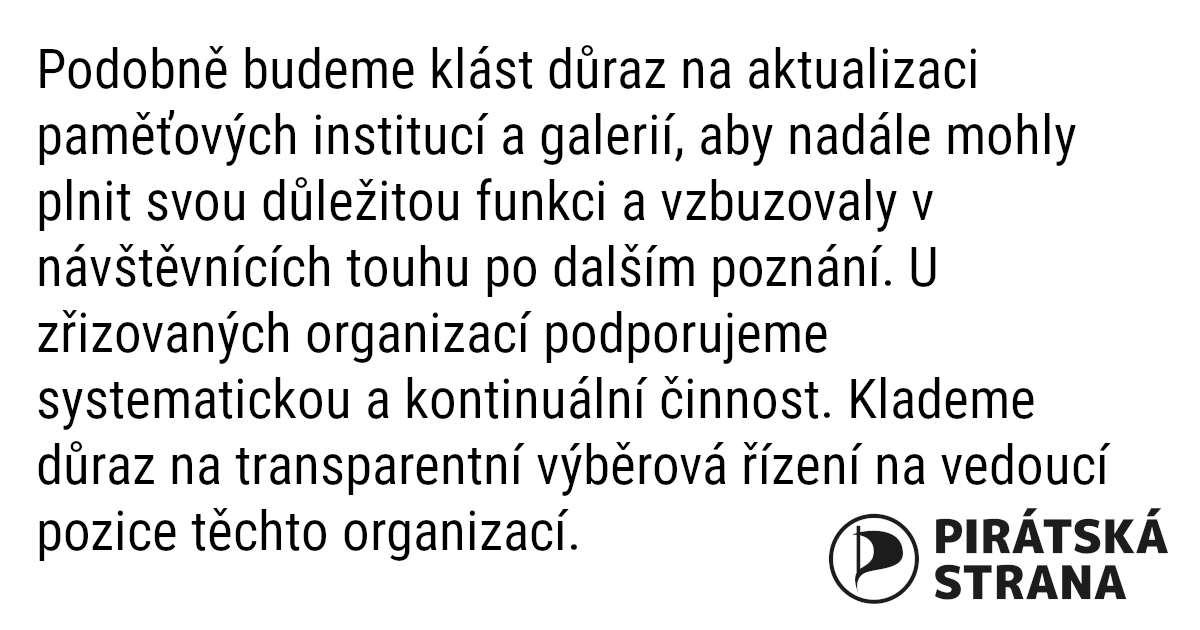 Podobně budeme klást důraz na aktualizaci
paměťových institucí a galerií, aby nadále mohly
plnit svou důležitou funkci a vzbuzovaly v
návštěvnících touhu po dalším poznání. U
zřizovaných organizací podporujeme
systematickou a kontinuální činnost. Klademe
důraz na transparentní výběrová řízení na vedoucí
pozice těchto organizací.
PIRÁTSKÁ
STRANA